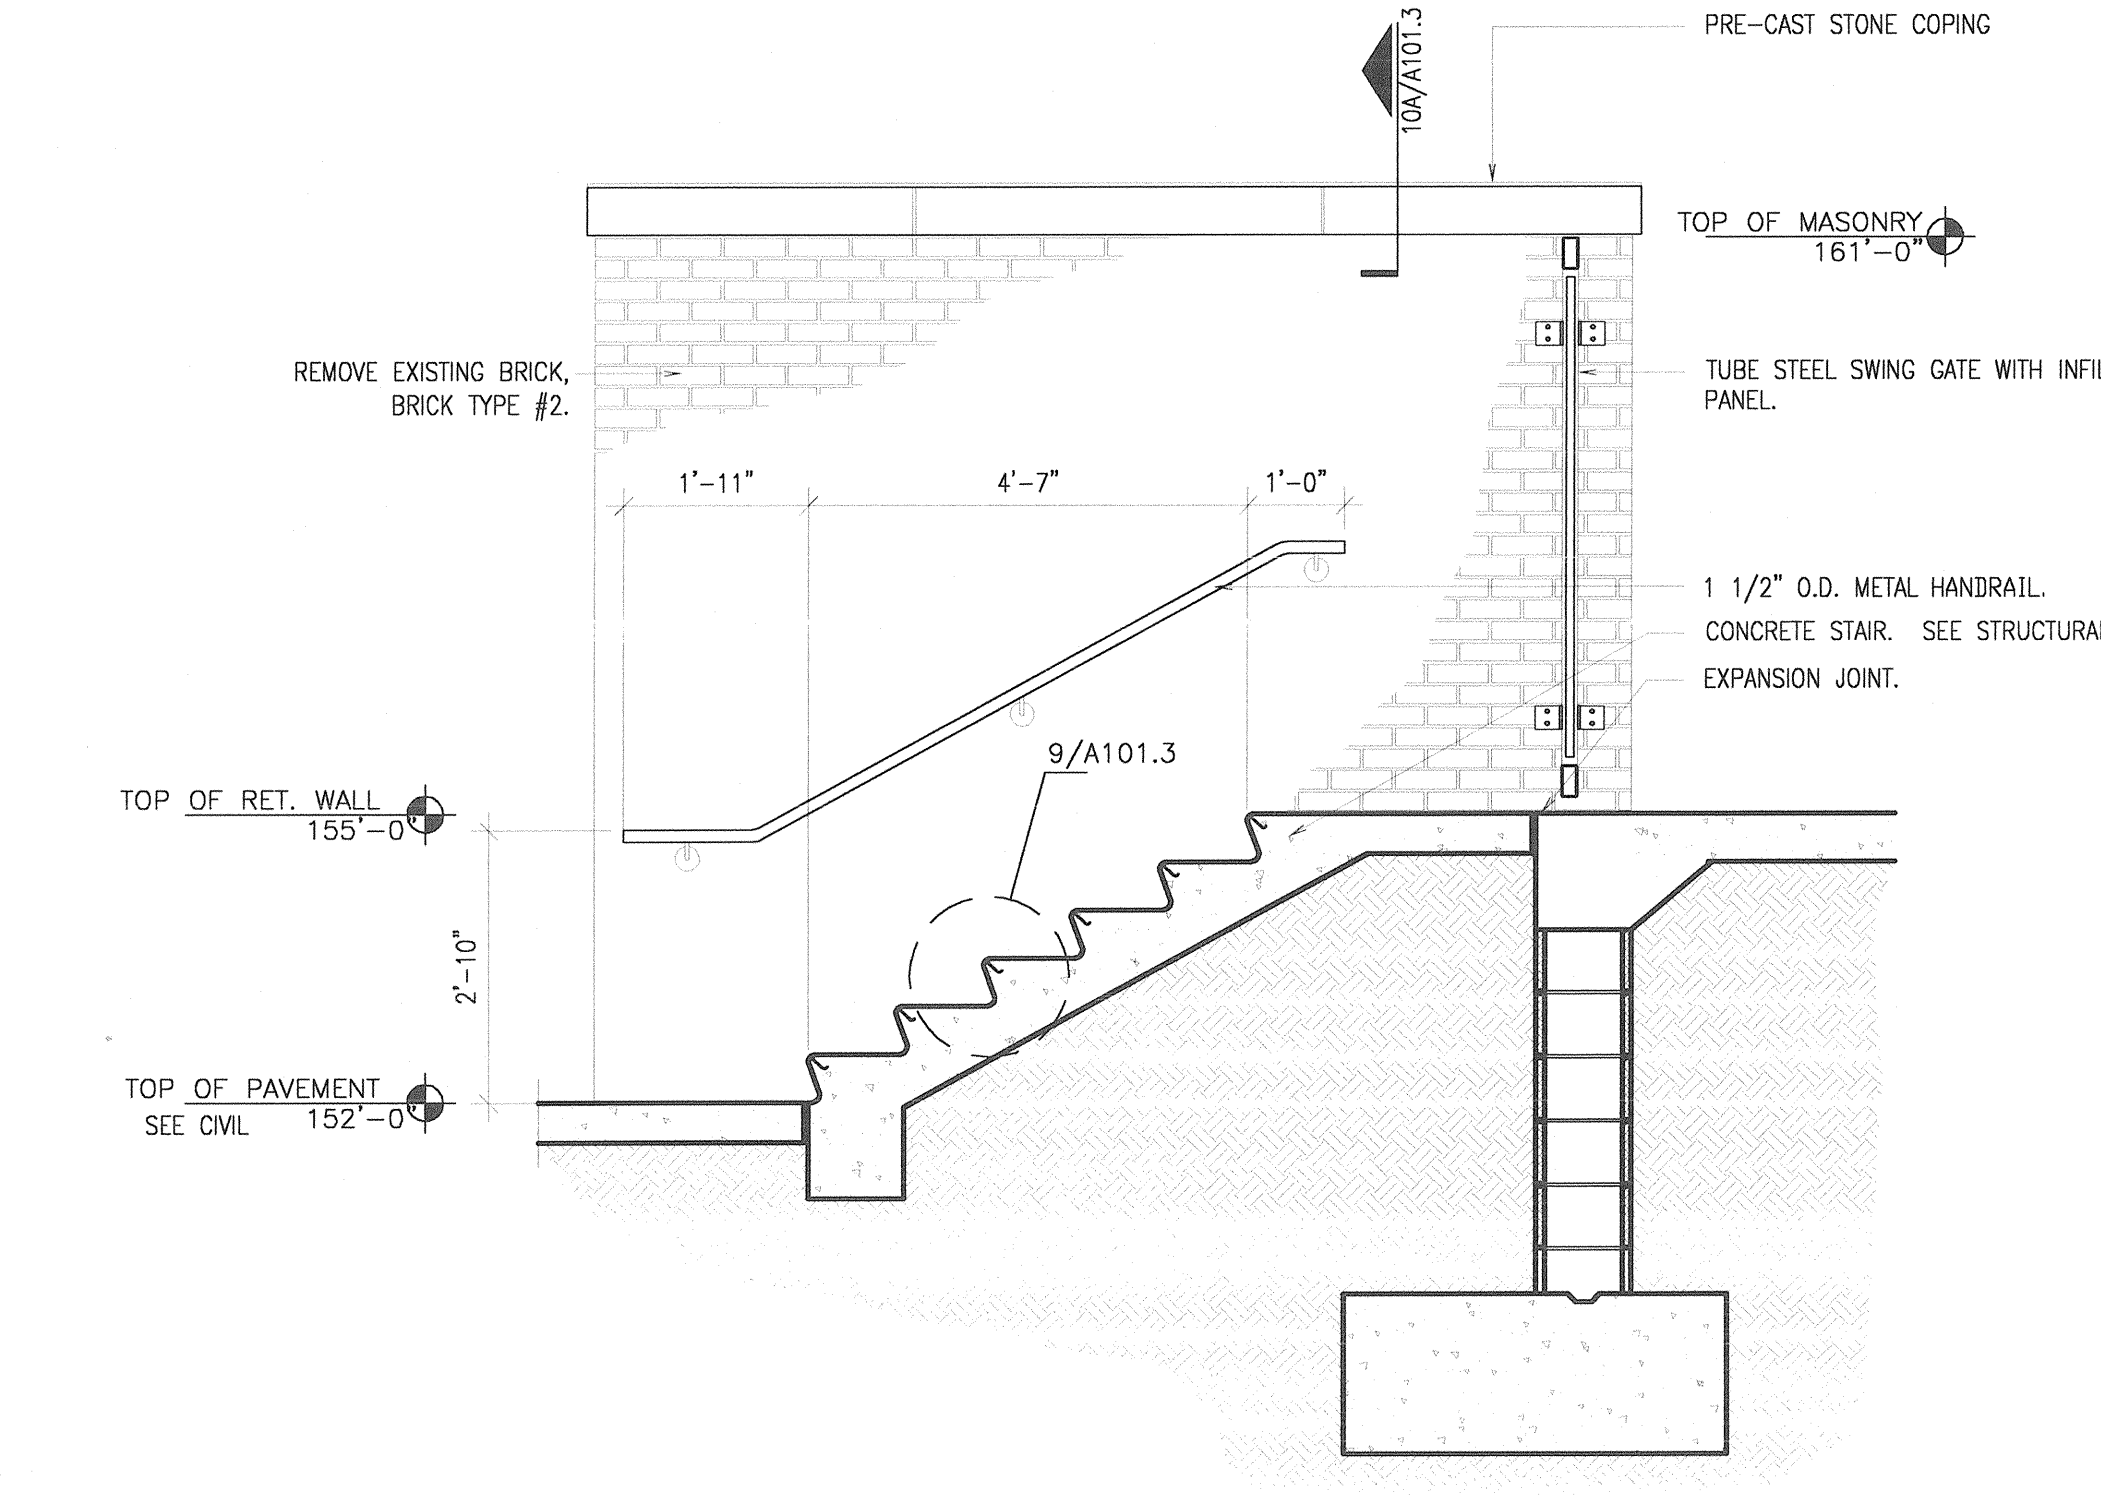 PRE-CAST STONE COPING
10A/A101.3
TOP OF MASONRY
161'-0"
REMOVE EXISTING BRICK,
BRICK TYPE #2.
TUBE STEEL SWING GATE WITH
PANEL.
1'-11"
4'-7"
1'-0"
1 1/2" O.D. METAL HANDRAIL.
CONCRETE STAIR. SEE
EXPANSION JOINT.
9/A101.3
TOP OF RET. WALL
155'-0"
2'-10"
TOP OF PAVEMENT
SEE CIVIL 152'-0"